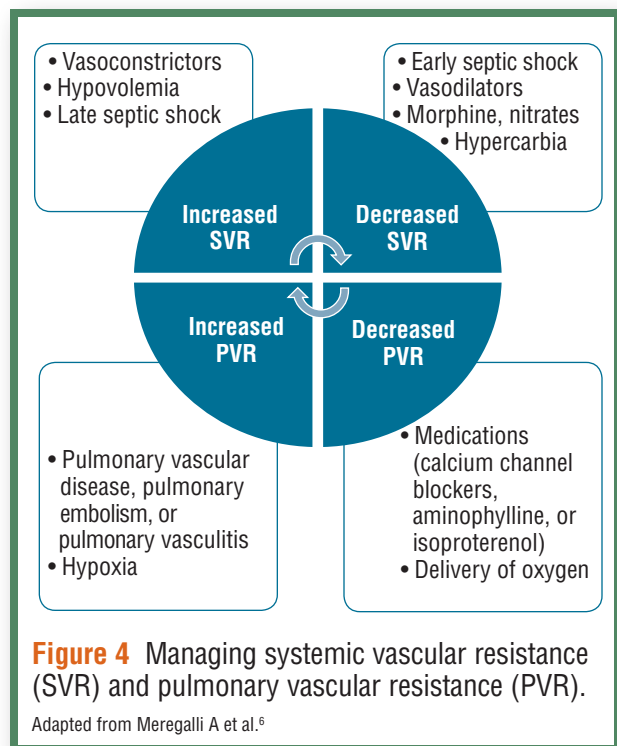 • Vasoconstrictors
• Hypovolemia
• Late septic shock
• Early septic shock
• Vasodilators
• Morphine, nitrates
• Hypercarbia
Increased
SVR
Decreased
SVR
Increased
PVR
Decreased
PVR
• Pulmonary vascular
disease, pulmonary
embolism, or
pulmonary vasculitis
• Hypoxia
• Medications
(calcium channel
blockers,
aminophylline, or
isoproterenol)
• Delivery of oxygen
Figure 4 Managing systemic vascular resistance
(SVR) and pulmonary vascular resistance (PVR).
Adapted from Meregalli A et al.⁶